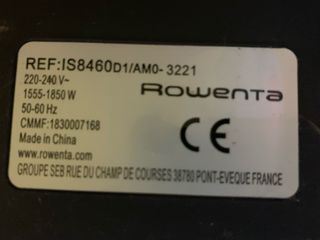 REF:IS8460D1/AM0-3221
220-240 V~
Rowenta
1555-1850 W
50-60 Hz
CMMF:1830007168
CE
Made in China
www.rowenta.com
GROUPE SEB RUE DU CHAMP DE COURSES 38780 PONT-EVEQUE FRANCE